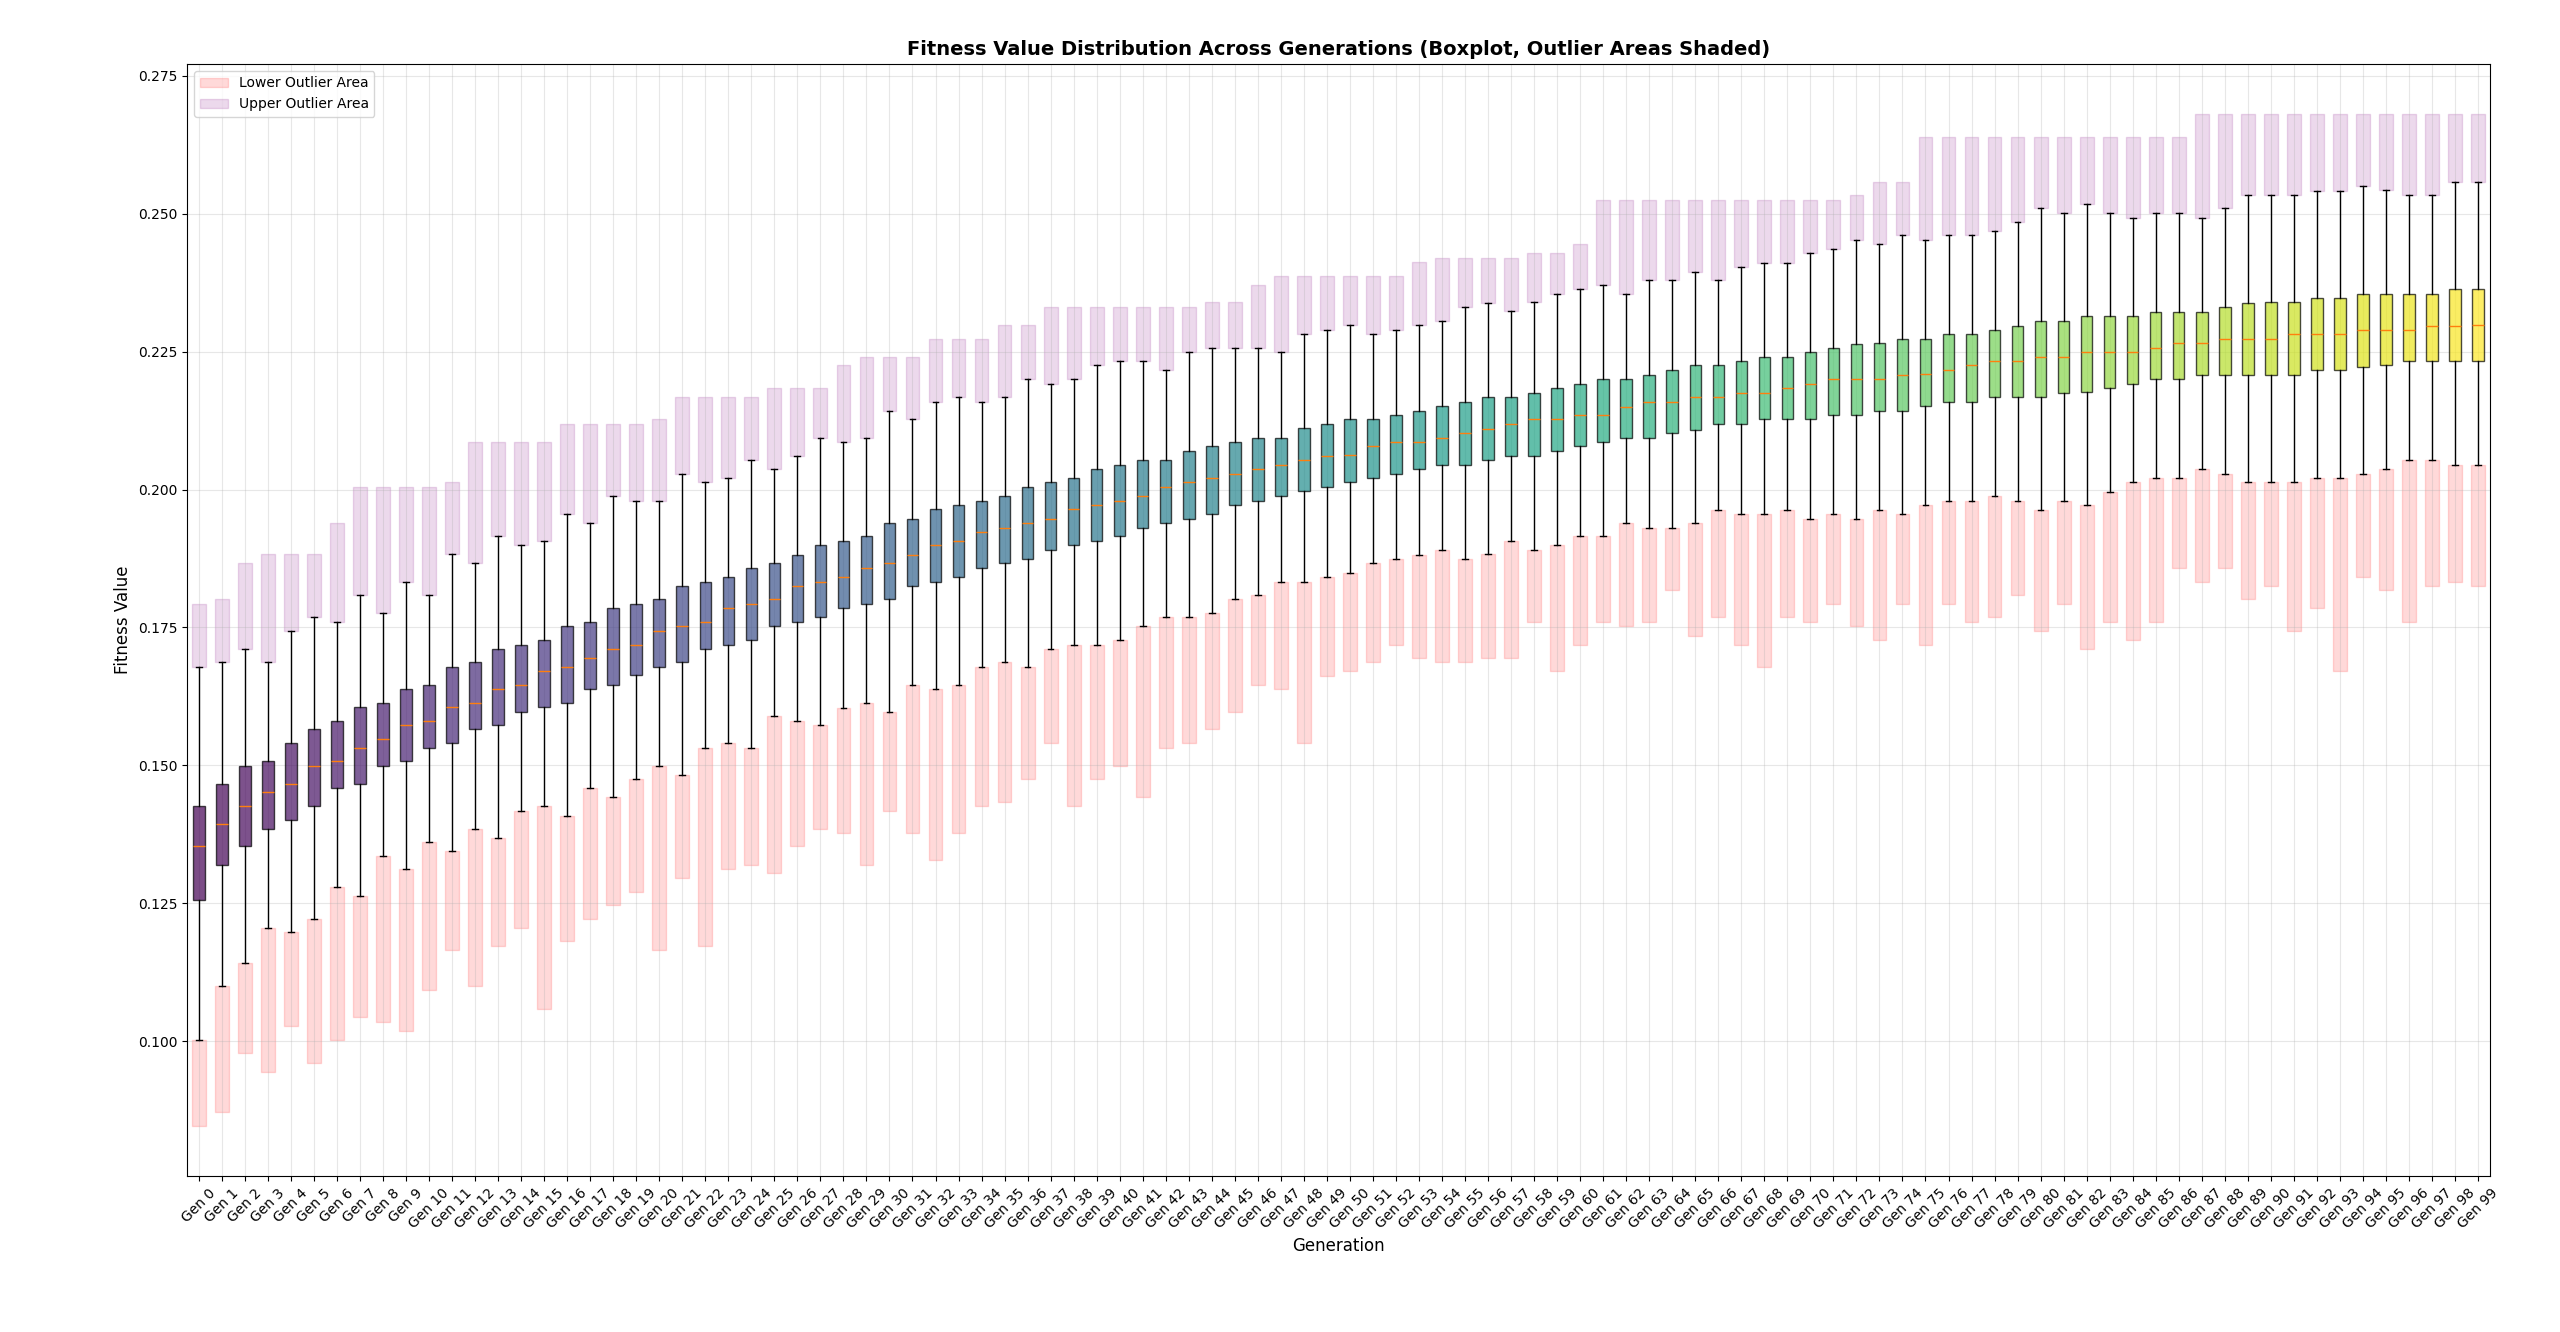 Fitness Value Distribution Across Generations (Boxplot, Outlier Areas Shaded)
Lower Outlier Area
Upper Outlier Area
0.275
0.250
0.225
0.200
0.175
0.150
0.125
0.100
Fitness Value
Gen 0
Gen 1
Gen 2
Gen 3
Gen 4
Gen 5
Gen 6
Gen 7
Gen 8
Gen 9
Gen 10
Gen 11
Gen 12
Gen 13
Gen 14
Gen 15
Gen 16
Gen 17
Gen 18
Gen 19
Gen 20
Gen 21
Gen 22
Gen 23
Gen 24
Gen 25
Gen 26
Gen 27
Gen 28
Gen 29
Gen 30
Gen 31
Gen 32
Gen 33
Gen 34
Gen 35
Gen 36
Gen 37
Gen 38
Gen 39
Gen 40
Gen 41
Gen 42
Gen 43
Gen 44
Gen 45
Gen 46
Gen 47
Gen 48
Gen 49
Gen 50
Gen 51
Gen 52
Gen 53
Gen 54
Gen 55
Gen 56
Gen 57
Gen 58
Gen 59
Gen 60
Gen 61
Gen 62
Gen 63
Gen 64
Gen 65
Gen 66
Gen 67
Gen 68
Gen 69
Gen 70
Gen 71
Gen 72
Gen 73
Gen 74
Gen 75
Gen 76
Gen 77
Gen 78
Gen 79
Gen 80
Gen 81
Gen 82
Gen 83
Gen 84
Gen 85
Gen 86
Gen 87
Gen 88
Gen 89
Gen 90
Gen 91
Gen 92
Gen 93
Gen 94
Gen 95
Gen 96
Gen 97
Gen 98
Gen 99
Generation